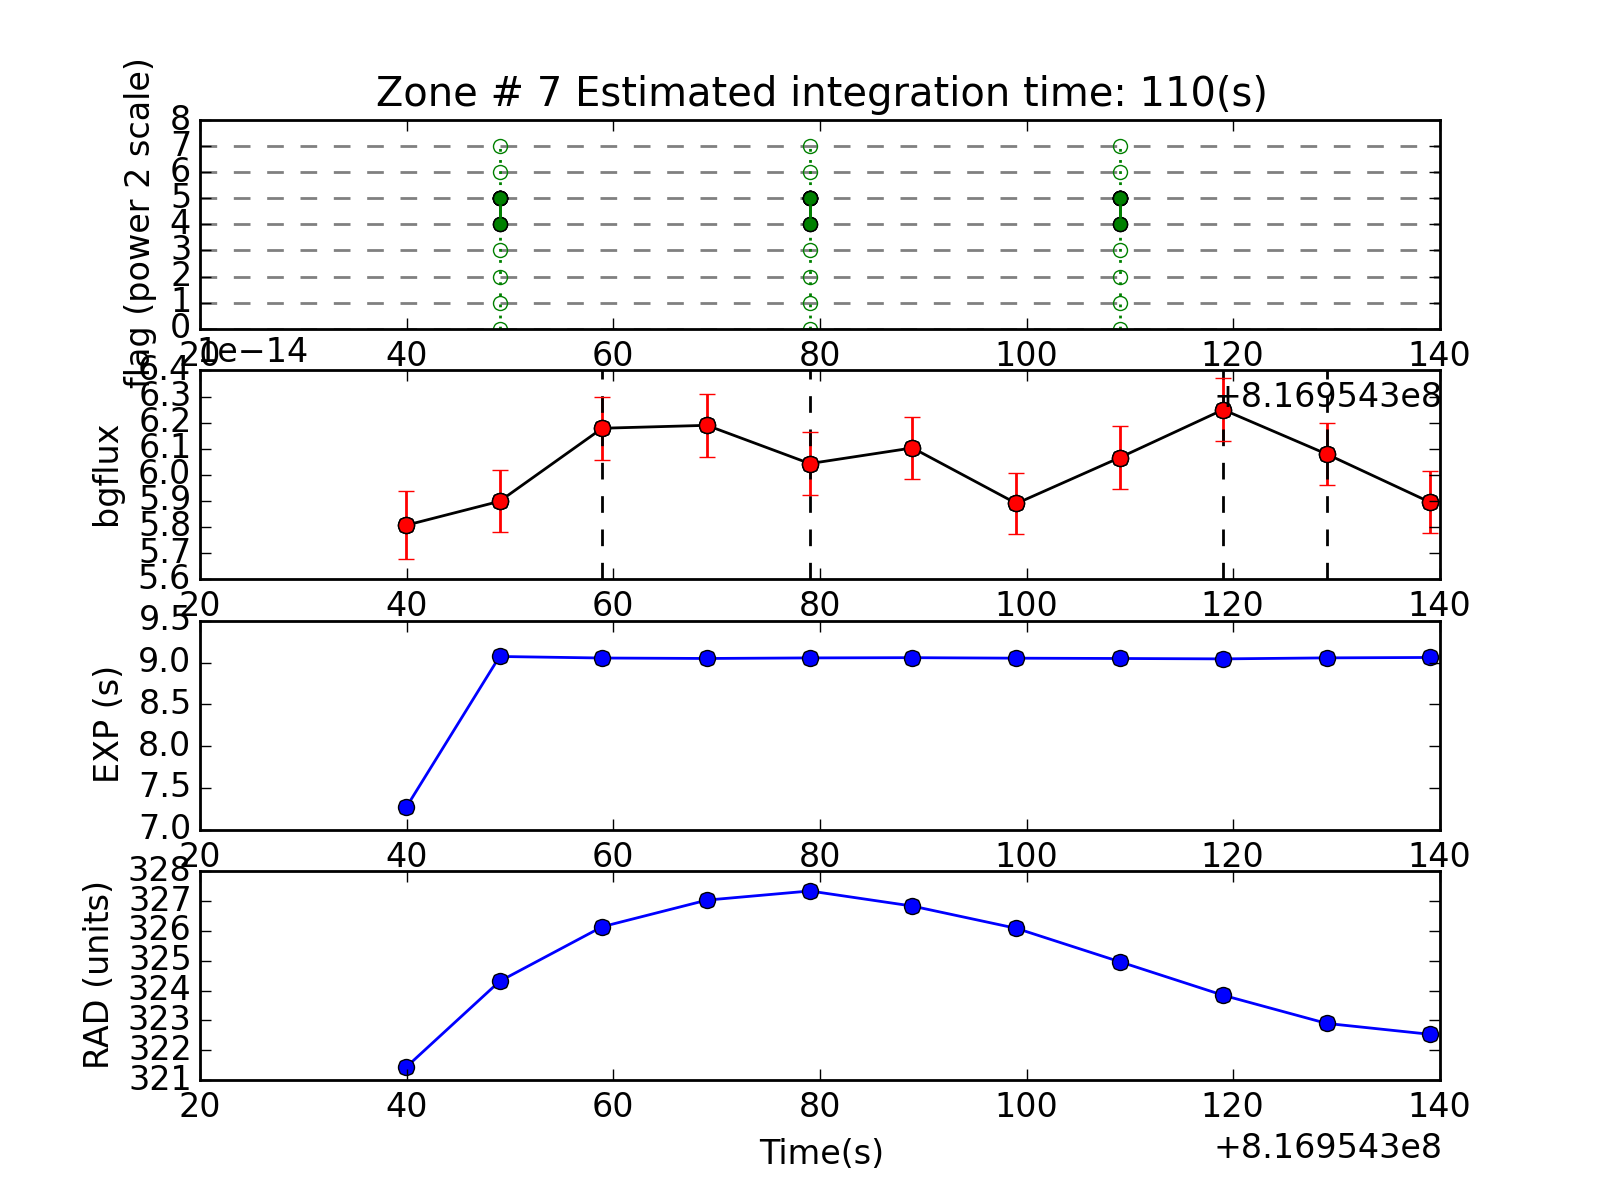 Zone # 7 Estimated integration time: 110(s)
flag (power 2 scale)
8
7
6
5
4
3
2
1
0
20 40 60 80 100 120 140
1e−14
+8.169543e8
bgflux
6.4
6.3
6.2
6.1
6.0
5.9
5.8
5.7
5.6
20 40 60 80 100 120 140
EXP (s)
9.5
9.0
8.5
8.0
7.5
7.0
20 40 60 80 100 120 140
RAD (units)
328
327
326
325
324
323
322
321
20 40 60 80 100 120 140
Time(s)
+8.169543e8